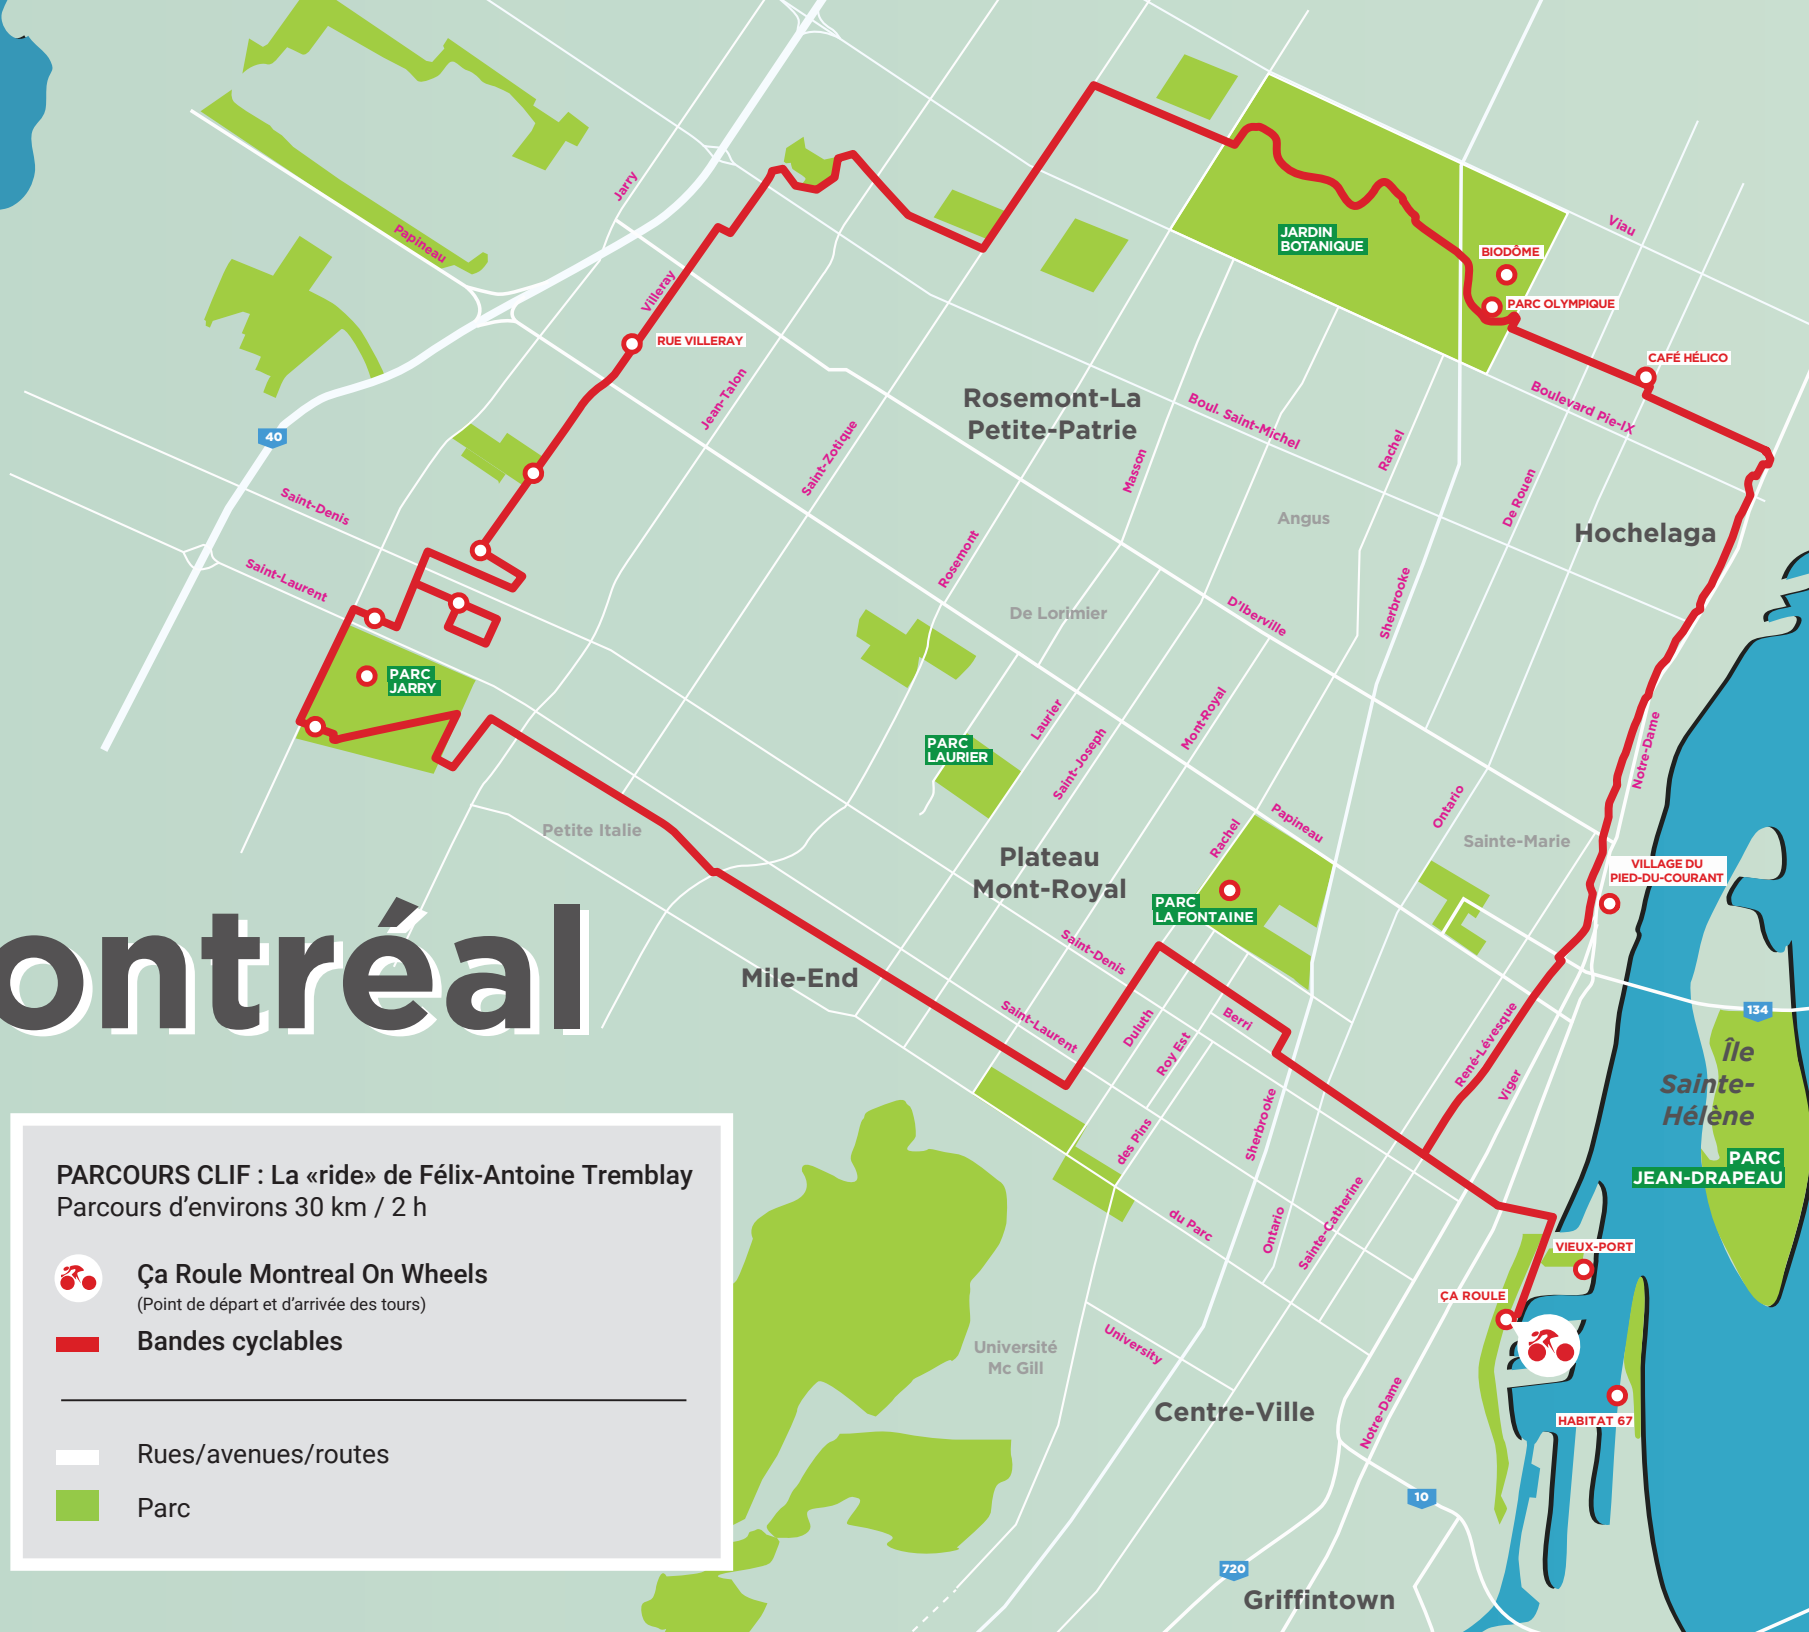 Jarry
Papineau
Villeray
RUE VILLERAY
Jean-Talon
Saint-Zotique
JARDIN
BOTANIQUE
BIODÔME
PARC OLYMPIQUE
Viau
CAFÉ HÉLICO
Boulevard Pie-IX
Rosemont-La
Petite-Patrie
Boul. Saint-Michel
Masson
Rachel
De Rouen
40
Saint-Denis
Saint-Laurent
Angus
Hochelaga
Rosemont
De Lorimier
D'Iberville
Sherbrooke
PARC
JARRY
PARC
LAURIER
Laurier
Saint-Joseph
Mont-Royal
Notre-Dame
Petite Italie
Plateau
Mont-Royal
Rachel
Papineau
Ontario
Sainte-Marie
VILLAGE DU
PIED-DU-COURANT
PARC
LA FONTAINE
ontréal
Mile-End
Saint-Denis
Saint-Laurent
Duluth
Roy Est
Berri
René-Lévesque
Viger
134
Île
Sainte-
Hélène
PARC
JEAN-DRAPEAU
des Pins
Sherbrooke
du Parc
Ontario
Sainte-Catherine
VIEUX-PORT
ÇA ROULE
HABITAT 67
Université
Mc Gill
University
Centre-Ville
Notre-Dame
10
720
Griffintown
PARCOURS CLIF : La «ride» de Félix-Antoine Tremblay
Parcours d'environs 30 km / 2 h
Ça Roule Montreal On Wheels
(Point de départ et d'arrivée des tours)
Bandes cyclables
Rues/avenues/routes
Parc